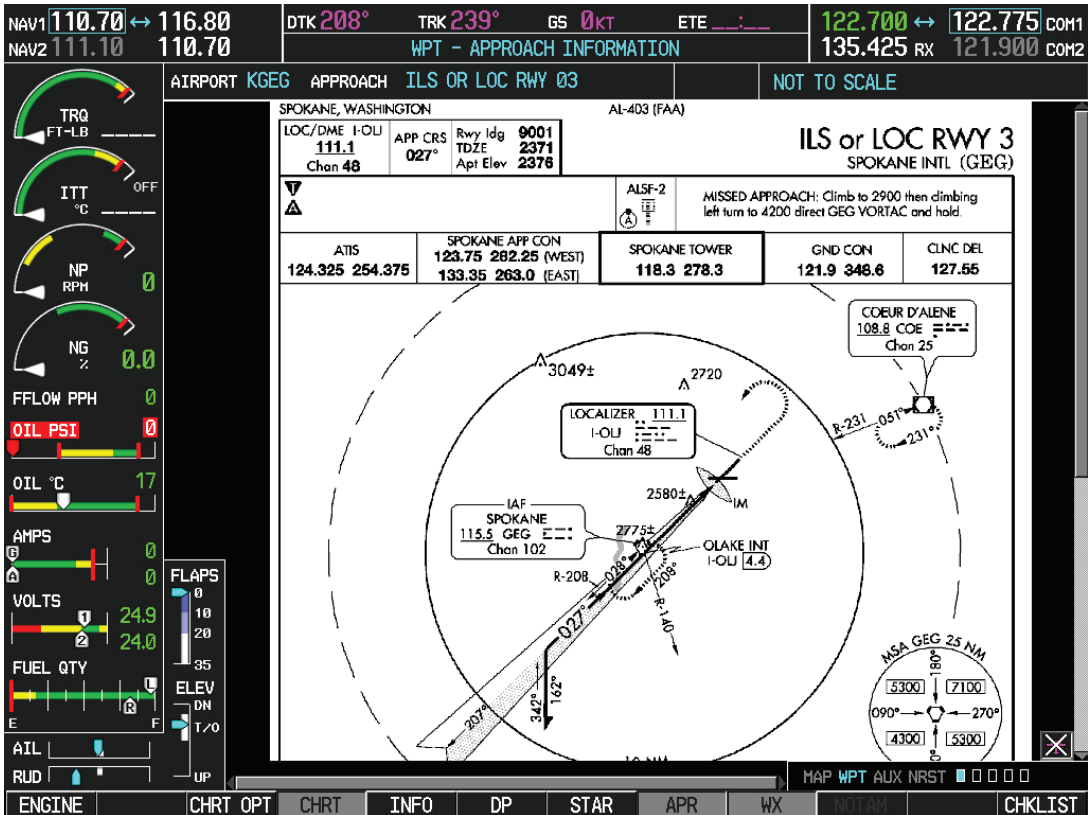 NAV1 110.70 ↔ 116.80
NAV2 111.10 110.70
DTK 208° TRK 239° GS 0KT ETE __:__
WPT - APPROACH INFORMATION
122.700 ↔ 122.775 COM1
135.425 RX 121.900 COM2
AIRPORT KGEG APPROACH ILS OR LOC RWY 03
NOT TO SCALE
TRQ
FT-LB ____
ITT
°C ____
OFF
NP
RPM 0
NG
% 0.0
FFLOW PPH 0
OIL PSI 0
OIL °C 17
AMPS
G 0
A 0
VOLTS
1 24.9
2 24.0
FUEL QTY
L
R
E F
AIL
RUD
FLAPS
0
10
20
35
ELEV
DN
T/O
UP
SPOKANE, WASHINGTON
AL-403 (FAA)
LOC/DME I-OLJ
111.1
Chan 48
APP CRS
027°
Rwy ldg 9001
TDZE 2371
Apt Elev 2376
ILS or LOC RWY 3
SPOKANE INTL (GEG)
T
A
ALSF-2
A
MISSED APPROACH: Climb to 2900 then climbing
left turn to 4200 direct GEG VORTAC and hold.
ATIS
124.325 254.375
SPOKANE APP CON
123.75 282.25 (WEST)
133.35 263.0 (EAST)
SPOKANE TOWER
118.3 278.3
GND CON
121.9 348.6
CLNC DEL
127.55
COEUR D'ALENE
108.8 COE
Chan 25
3049±
2720
LOCALIZER 111.1
I-OLJ
Chan 48
R-231
051°
231°
2580±
IM
IAF
SPOKANE
115.5 GEG
Chan 102
2775±
OLAKE INT
I-OLJ 4.4
R-208
028°
208°
R-140
027°
342°
162°
207°
10 NM
MSA GEG 25 NM
180°
5300
7100
090°
270°
4300
5300
MAP WPT AUX NRST
ENGINE CHRT OPT CHRT INFO DP STAR APR WX NOTAM CHKLIST